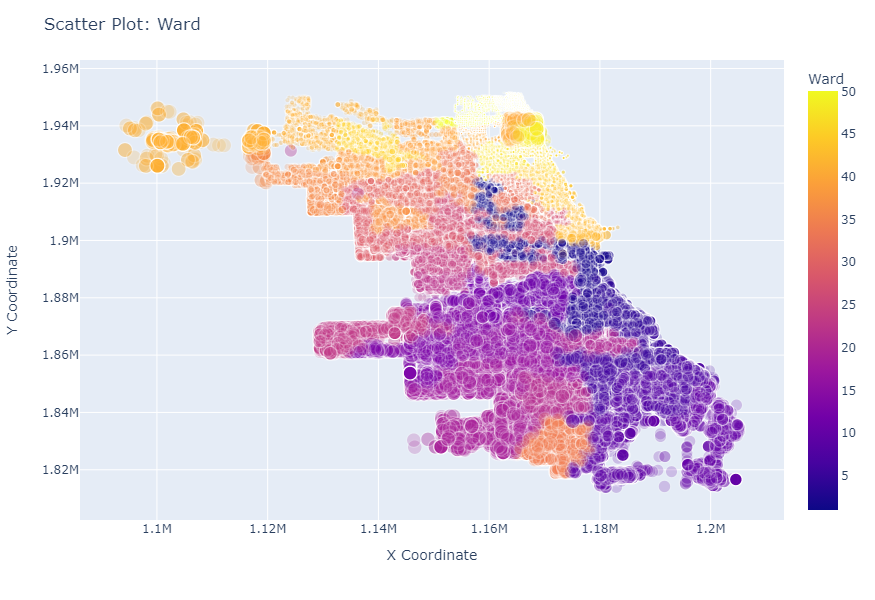 Scatter Plot: Ward
Ward
1.96M
1.94M
1.92M
1.9M
1.88M
1.86M
1.84M
1.82M
Y Coordinate
1.1M
1.12M
1.14M
1.16M
1.18M
1.2M
X Coordinate
50
45
40
35
30
25
20
15
10
5